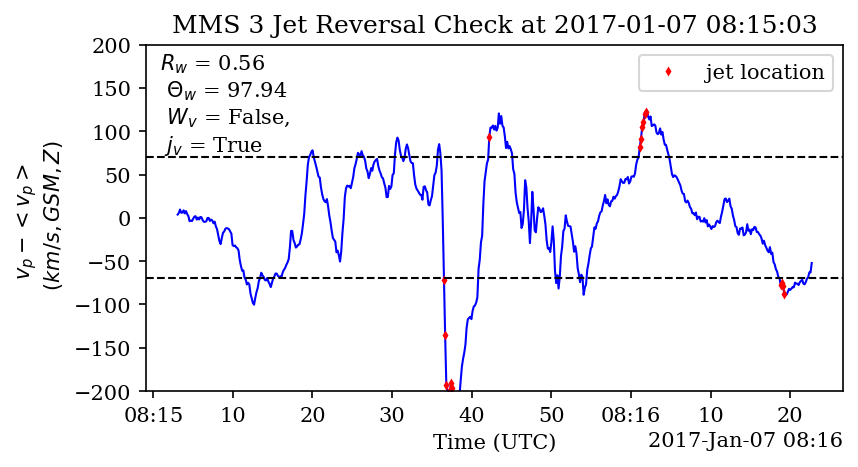 MMS 3 Jet Reversal Check at 2017-01-07 08:15:03
R_w = 0.56
Θ_w = 97.94
W_v = False,
j_v = True
jet location
v_p − < v_p >
(km/s, GSM, Z)
200
150
100
50
0
−50
−100
−150
−200
08:15 10 20 30 40 50 08:16 10 20
Time (UTC)
2017-Jan-07 08:16